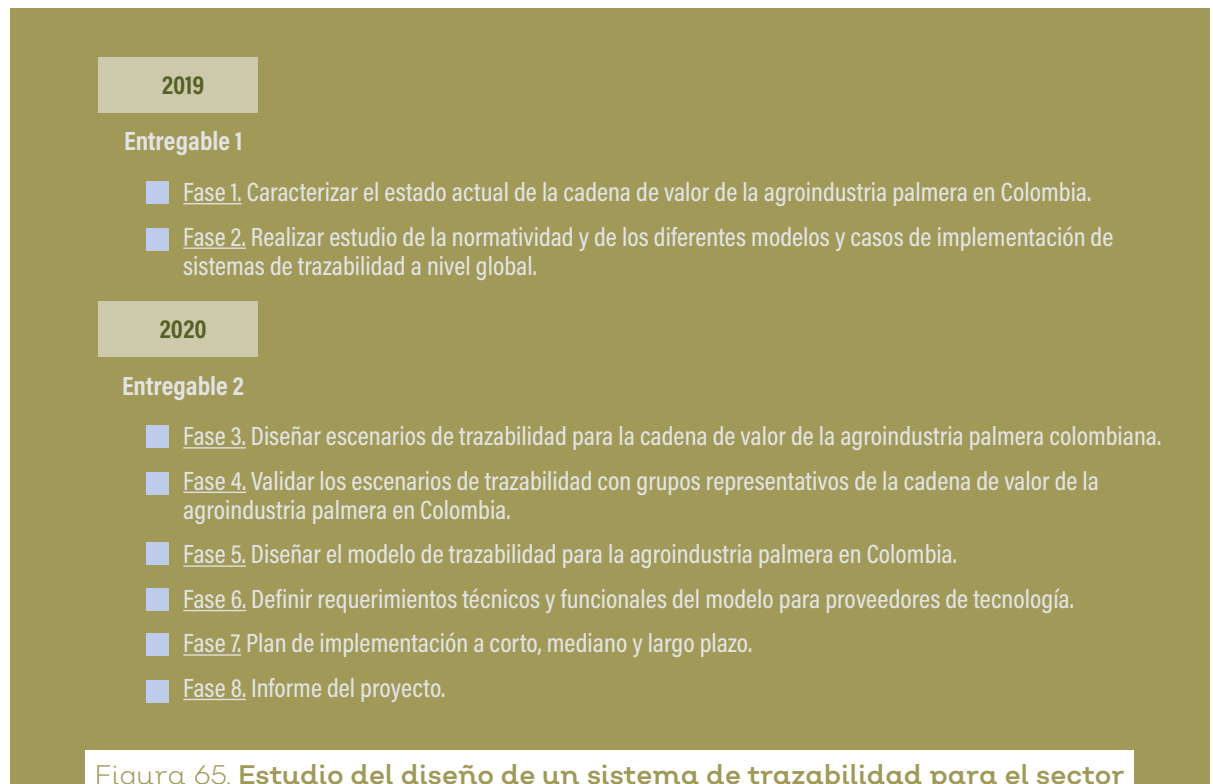 2019
Entregable 1
Fase 1. Caracterizar el estado actual de la cadena de valor de la agroindustria palmera en Colombia.
Fase 2. Realizar estudio de la normatividad y de los diferentes modelos y casos de implementación de
sistemas de trazabilidad a nivel global.
2020
Entregable 2
Fase 3. Diseñar escenarios de trazabilidad para la cadena de valor de la agroindustria palmera colombiana.
Fase 4. Validar los escenarios de trazabilidad con grupos representativos de la cadena de valor de la
agroindustria palmera en Colombia.
Fase 5. Diseñar el modelo de trazabilidad para la agroindustria palmera en Colombia.
Fase 6. Definir requerimientos técnicos y funcionales del modelo para proveedores de tecnología.
Fase 7. Plan de implementación a corto, mediano y largo plazo.
Fase 8. Informe del proyecto.
Figura 65. Estudio del diseño de un sistema de trazabilidad para el sector